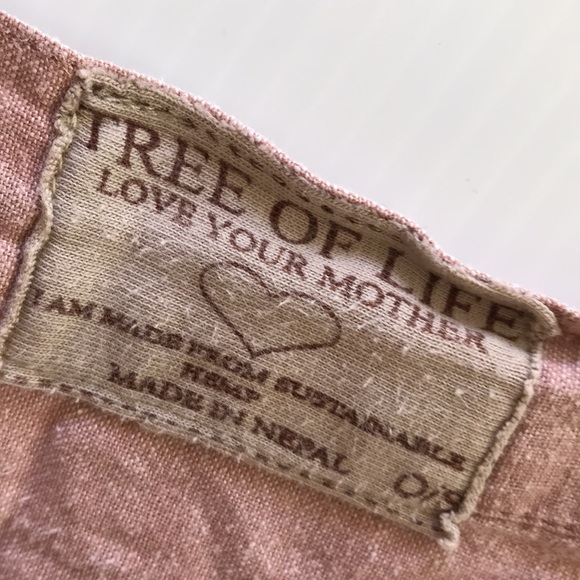 TREE OF LIFE
LOVE YOUR MOTHER
I AM MADE FROM SUSTAINABLE
HEMP
MADE IN NEPAL
O/S